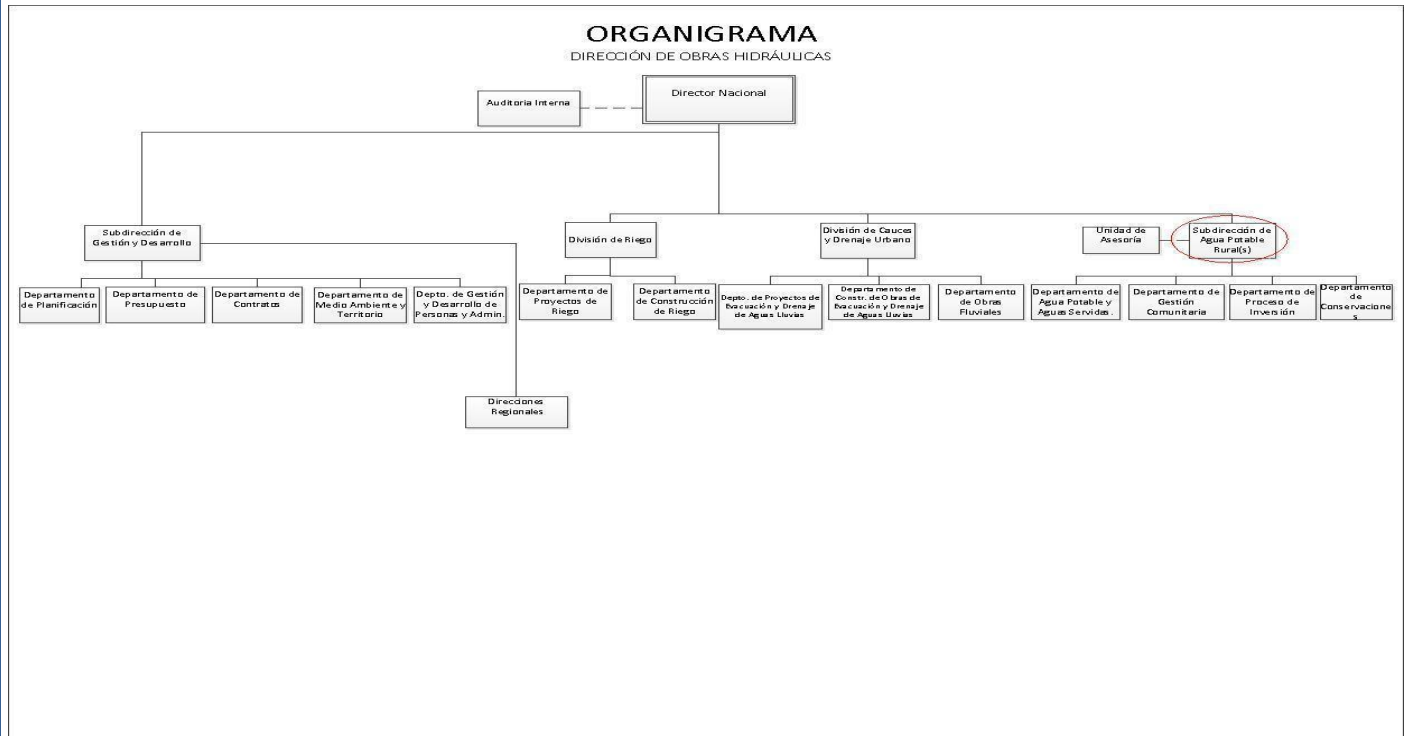 ORGANIGRAMA
DIRECCIÓN DE OBRAS HIDRÁULICAS
Director Nacional
Auditoria Interna
Subdirección de
Gestión y Desarrollo
División de Riego
División de Cauces
y Drenaje Urbano
Unidad de
Asesoría
Subdirección de
Agua Potable
Rural(s)
Departamento
de Planificación
Departamento de
Presupuesto
Departamento de
Contratos
Departamento de
Medio Ambiente y
Territorio
Depto. de Gestión
y Desarrollo de
Personas y Admin.
Departamento de
Proyectos de
Riego
Departamento
de Construcción
de Riego
Depto. de Proyectos de
Evacuación y Drenaje
de Aguas Lluvias
Departamento de
Constr. de Obras de
Evacuación y Drenaje
de Aguas Lluvias
Departamento
de Obras
Fluviales
Departamento de
Agua Potable y
Aguas Servidas.
Departamento de
Gestión
Comunitaria
Departamento de
Proceso de
Inversión
Departamento
de
Conservacione
s
Direcciones
Regionales